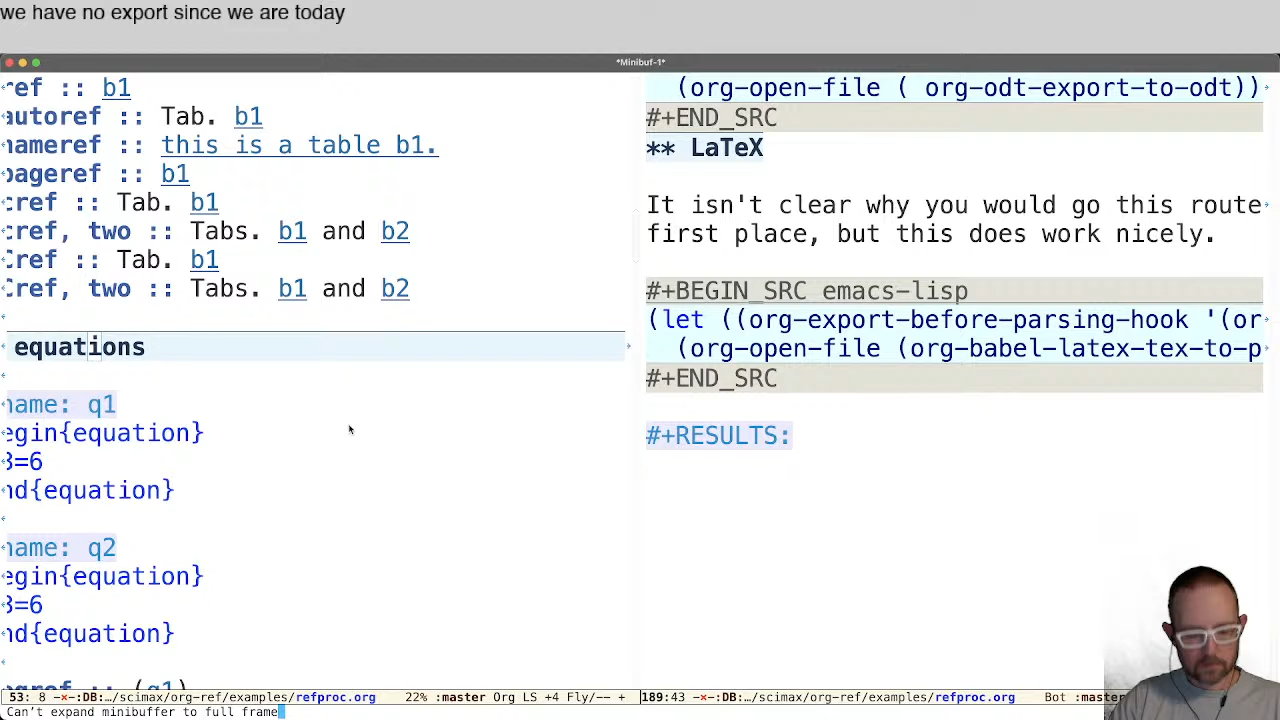 we have no export since we are today
*Minibuf-1*
ref :: b1
autoref :: Tab. b1
nameref :: this is a table b1.
pageref :: b1
cref :: Tab. b1
cref, two :: Tabs. b1 and b2
Cref :: Tab. b1
Cref, two :: Tabs. b1 and b2
equations
name: q1
egin{equation}
3=6
nd{equation}
name: q2
egin{equation}
3=6
nd{equation}
(q1)
53: 8 -×-:DB:…/scimax/org-ref/examples/refproc.org 22% :master Org LS +4 Fly/-- +
(org-open-file ( org-odt-export-to-odt))
#+END_SRC
** LaTeX
It isn't clear why you would go this route
first place, but this does work nicely.
#+BEGIN_SRC emacs-lisp
(let ((org-export-before-parsing-hook '(or
(org-open-file (org-babel-latex-tex-to-p
#+END_SRC
#+RESULTS:
189:43 -×-:DB:…/scimax/org-ref/examples/refproc.org Bot :maste
Can't expand minibuffer to full frame